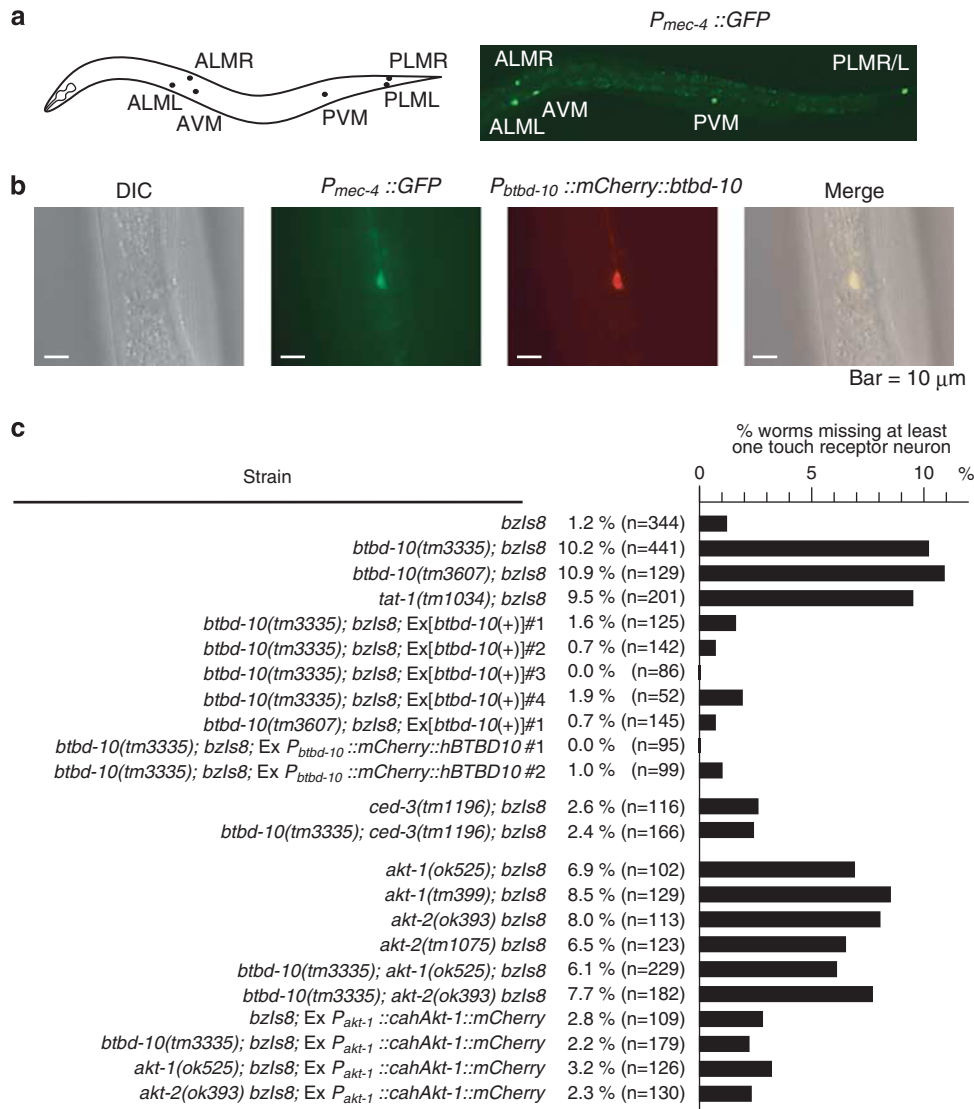 a
P mec-4 ::GFP
ALMR
PLMR
ALML
AVM
PVM
PLML
ALMR
PLMR/L
ALML
AVM
PVM
b
DIC
P mec-4 ::GFP
P btbd-10 ::mCherry::btbd-10
Merge
Bar = 10 μm
c
% worms missing at least
one touch receptor neuron
Strain
0 5 10 %
bzIs8 1.2 % (n=344)
btbd-10(tm3335); bzIs8 10.2 % (n=441)
btbd-10(tm3607); bzIs8 10.9 % (n=129)
tat-1(tm1034); bzIs8 9.5 % (n=201)
btbd-10(tm3335); bzIs8; Ex[btbd-10(+)]#1 1.6 % (n=125)
btbd-10(tm3335); bzIs8; Ex[btbd-10(+)]#2 0.7 % (n=142)
btbd-10(tm3335); bzIs8; Ex[btbd-10(+)]#3 0.0 % (n=86)
btbd-10(tm3335); bzIs8; Ex[btbd-10(+)]#4 1.9 % (n=52)
btbd-10(tm3607); bzIs8; Ex[btbd-10(+)]#1 0.7 % (n=145)
btbd-10(tm3335); bzIs8; Ex P btbd-10 ::mCherry::hBTBD10 #1 0.0 % (n=95)
btbd-10(tm3335); bzIs8; Ex P btbd-10 ::mCherry::hBTBD10 #2 1.0 % (n=99)
ced-3(tm1196); bzIs8 2.6 % (n=116)
btbd-10(tm3335); ced-3(tm1196); bzIs8 2.4 % (n=166)
akt-1(ok525); bzIs8 6.9 % (n=102)
akt-1(tm399); bzIs8 8.5 % (n=129)
akt-2(ok393) bzIs8 8.0 % (n=113)
akt-2(tm1075) bzIs8 6.5 % (n=123)
btbd-10(tm3335); akt-1(ok525); bzIs8 6.1 % (n=229)
btbd-10(tm3335); akt-2(ok393) bzIs8 7.7 % (n=182)
bzIs8; Ex P akt-1 ::cahAkt-1::mCherry 2.8 % (n=109)
btbd-10(tm3335); bzIs8; Ex P akt-1 ::cahAkt-1::mCherry 2.2 % (n=179)
akt-1(ok525); bzIs8; Ex P akt-1 ::cahAkt-1::mCherry 3.2 % (n=126)
akt-2(ok393) bzIs8; Ex P akt-1 ::cahAkt-1::mCherry 2.3 % (n=130)